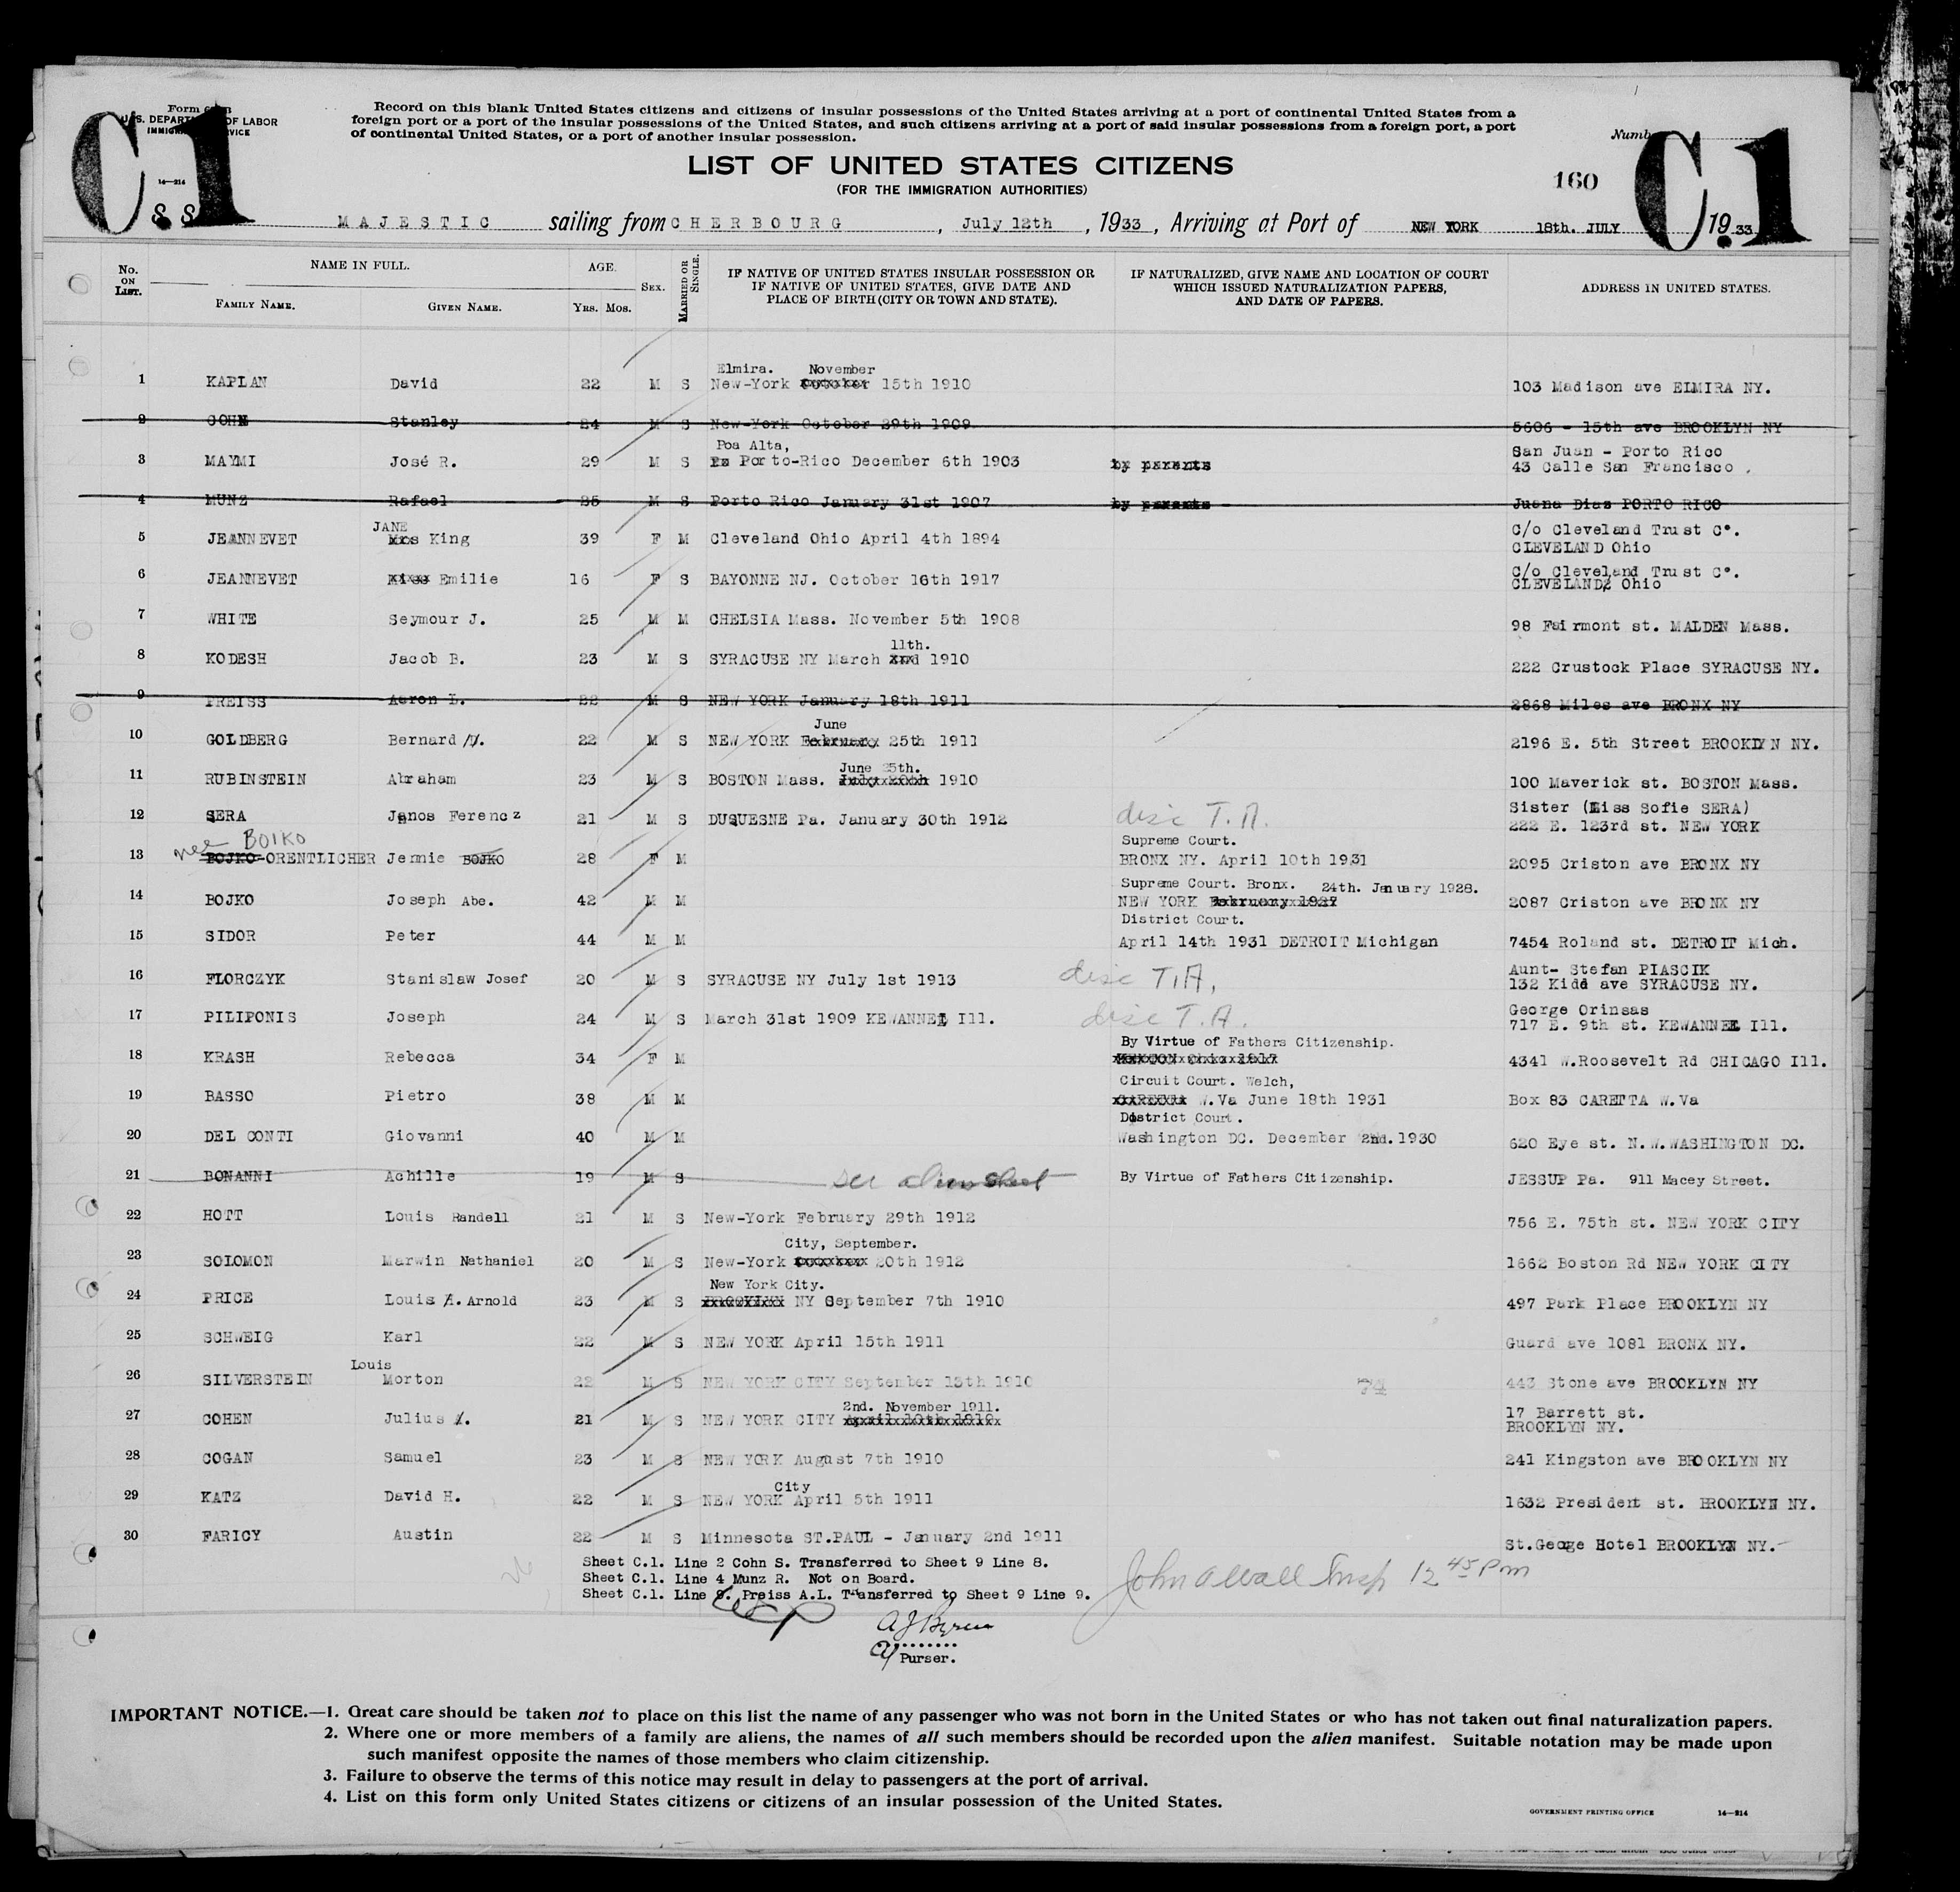 C1
Form
U.S. DEPART OF LABOR
IMMIG SERVICE
14—214
Record on this blank United States citizens and citizens of insular possessions of the United States arriving at a port of continental United States from a
foreign port or a port of the insular possessions of the United States, and such citizens arriving at a port of said insular possessions from a foreign port, a port
of continental United States, or a port of another insular possession.
LIST OF UNITED STATES CITIZENS
(FOR THE IMMIGRATION AUTHORITIES)
Numb
160
C1
S. S. MAJESTIC sailing from CHERBOURG, July 12th, 1933, Arriving at Port of NEW YORK 18th. JULY 1933
No. ON LIST. NAME IN FULL. FAMILY NAME. GIVEN NAME. AGE. YRS. MOS. SEX. MARRIED OR SINGLE. IF NATIVE OF UNITED STATES INSULAR POSSESSION OR IF NATIVE OF UNITED STATES, GIVE DATE AND PLACE OF BIRTH (CITY OR TOWN AND STATE). IF NATURALIZED, GIVE NAME AND LOCATION OF COURT WHICH ISSUED NATURALIZATION PAPERS, AND DATE OF PAPERS. ADDRESS IN UNITED STATES.
Elmira. November
1 KAPLAN David 22 M S New-York 15th 1910 103 Madison ave ELMIRA NY.
2 COHN Stanley 24 M S New-York October 29th 1909 5606 - 15th ave BROOKLYN NY
Poa Alta, San Juan - Porto Rico
3 MAYMI José R. 29 M S Porto-Rico December 6th 1903 by parents 43 Calle San Francisco.
4 MUNZ Rafael 25 M S Porto Rico January 31st 1907 by parents Juana Diaz PORTO RICO
JANE C/o Cleveland Trust C°.
5 JEANNEVET Mrs King 39 F M Cleveland Ohio April 4th 1894 CLEVELAND Ohio
C/o Cleveland Trust C°.
6 JEANNEVET Miss Emilie 16 F S BAYONNE NJ. October 16th 1917 CLEVELAND Ohio
7 WHITE Seymour J. 25 M M CHELSIA Mass. November 5th 1908 98 Fairmont st. MALDEN Mass.
11th.
8 KODESH Jacob B. 23 M S SYRACUSE NY March 1910 222 Crustock Place SYRACUSE NY.
9 PREISS Aaron L. 22 M S NEW YORK January 18th 1911 2868 Miles ave BRONX NY
June
10 GOLDBERG Bernard 22 M S NEW YORK February 25th 1911 2196 E. 5th Street BROOKLYN NY.
June 25th.
11 RUBINSTEIN Abraham 23 M S BOSTON Mass. 1910 100 Maverick st. BOSTON Mass.
Sister (Miss Sofie SERA)
12 SERA Janos Ferencz 21 M S DUQUESNE Pa. January 30th 1912 disc T.A. 222 E. 123rd st. NEW YORK
nee BOIKO Supreme Court.
13 BOJKO-ORENTLICHER Jennie BOJKO 28 F M BRONX NY. April 10th 1931 2095 Criston ave BRONX NY
Supreme Court. Bronx. 24th. January 1928.
14 BOJKO Joseph Abe. 42 M M NEW YORK February 1927 2087 Criston ave BRONX NY
District Court.
15 SIDOR Peter 44 M M April 14th 1931 DETROIT Michigan 7454 Roland st. DETROIT Mich.
Aunt- Stefan PIASCIK
16 FLORCZYK Stanislaw Josef 20 M S SYRACUSE NY July 1st 1913 disc T.A. 132 Kidd ave SYRACUSE NY.
George Orinsas
17 PILIPONIS Joseph 24 M S March 31st 1909 KEWANNEE Ill. disc T.A. 717 E. 9th st. KEWANNEE Ill.
By Virtue of Fathers Citizenship.
18 KRASH Rebecca 34 F M 4341 W.Roosevelt Rd CHICAGO Ill.
Circuit Court. Welch,
19 BASSO Pietro 38 M M W.Va June 18th 1931 Box 83 CARETTA W.Va
District Court.
20 DEL CONTI Giovanni 40 M M Washington DC. December 2nd. 1930 620 Eye st. N.W.WASHINGTON DC.
21 BONANNI Achille 19 M S see alien sheet By Virtue of Fathers Citizenship. JESSUP Pa. 911 Macey Street.
22 HOTT Louis Randell 21 M S New-York February 29th 1912 756 E. 75th st. NEW YORK CITY
City, September.
23 SOLOMON Marwin Nathaniel 20 M S New-York 20th 1912 1662 Boston Rd NEW YORK CITY
New York City.
24 PRICE Louis A. Arnold 23 M S BROOKLYN NY September 7th 1910 497 Park Place BROOKLYN NY
25 SCHWEIG Karl 22 M S NEW YORK April 15th 1911 Guard ave 1081 BRONX NY.
Louis
26 SILVERSTEIN Morton 22 M S NEW YORK CITY September 13th 1910 74 443 Stone ave BROOKLYN NY
2nd. November 1911. 17 Barrett st.
27 COHEN Julius 21 M S NEW YORK CITY April 10th 1910 BROOKLYN NY.
28 COGAN Samuel 23 M S NEW YORK August 7th 1910 241 Kingston ave BROOKLYN NY
City
29 KATZ David H. 22 M S NEW YORK April 5th 1911 1632 President st. BROOKLYN NY.
30 FARICY Austin 22 M S Minnesota ST.PAUL - January 2nd 1911 St.George Hotel BROOKLYN NY.
Sheet C.1. Line 2 Cohn S. Transferred to Sheet 9 Line 8.
Sheet C.1. Line 4 Munz R. Not on Board.
Sheet C.1. Line 9. Preiss A.L. Transferred to Sheet 9 Line 9.
John A Wall Insp 12 45 Pm
Purser.
IMPORTANT NOTICE.—1. Great care should be taken not to place on this list the name of any passenger who was not born in the United States or who has not taken out final naturalization papers.
2. Where one or more members of a family are aliens, the names of all such members should be recorded upon the alien manifest. Suitable notation may be made upon
such manifest opposite the names of those members who claim citizenship.
3. Failure to observe the terms of this notice may result in delay to passengers at the port of arrival.
4. List on this form only United States citizens or citizens of an insular possession of the United States.
GOVERNMENT PRINTING OFFICE 14—214